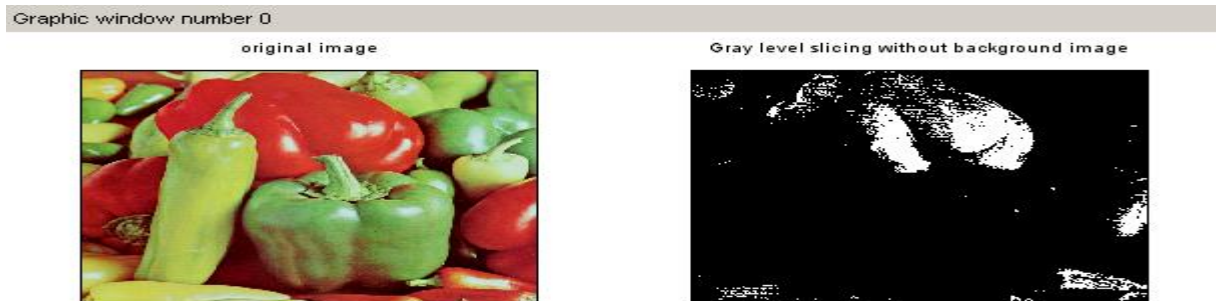 Graphic window number 0
original image
Gray level slicing without background image